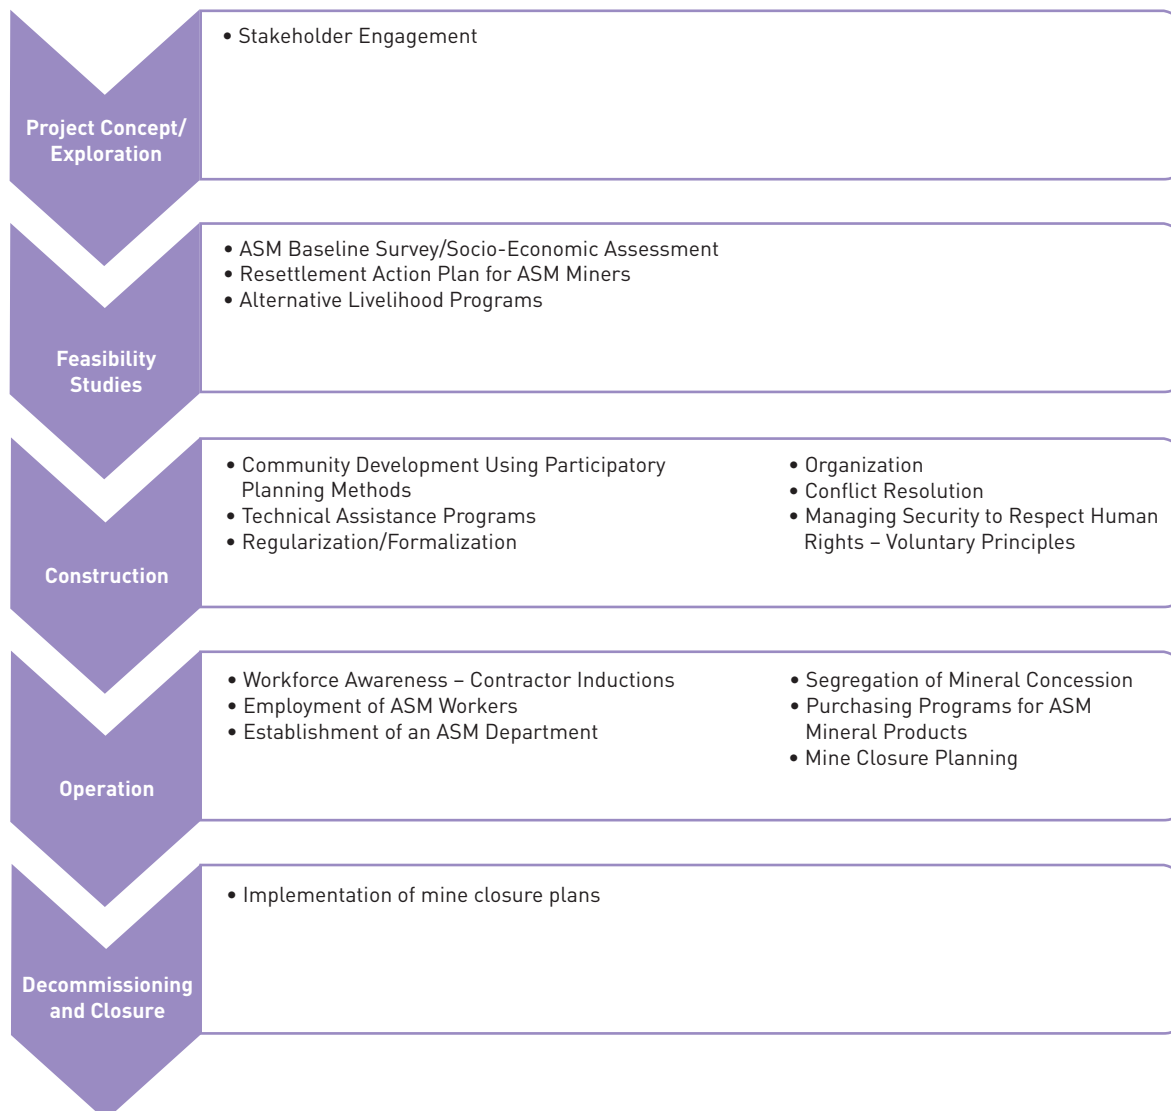 Project Concept/
Exploration
• Stakeholder Engagement
Feasibility
Studies
• ASM Baseline Survey/Socio-Economic Assessment
• Resettlement Action Plan for ASM Miners
• Alternative Livelihood Programs
Construction
• Community Development Using Participatory
Planning Methods
• Technical Assistance Programs
• Regularization/Formalization
• Organization
• Conflict Resolution
• Managing Security to Respect Human
Rights – Voluntary Principles
Operation
• Workforce Awareness – Contractor Inductions
• Employment of ASM Workers
• Establishment of an ASM Department
• Segregation of Mineral Concession
• Purchasing Programs for ASM
Mineral Products
• Mine Closure Planning
Decommissioning
and Closure
• Implementation of mine closure plans